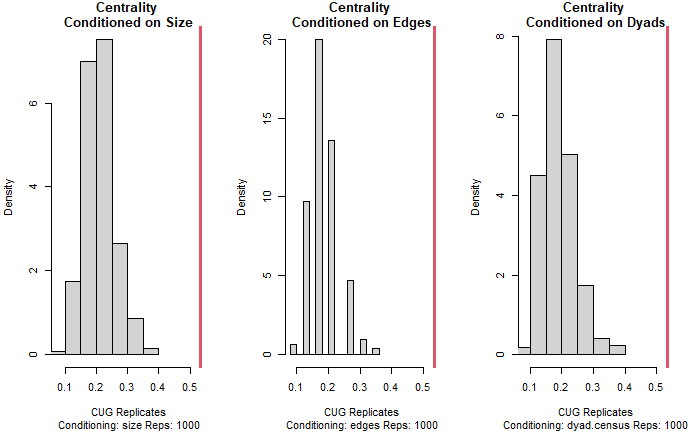 Centrality
Conditioned on Size
Density
6
4
2
0
0.1 0.2 0.3 0.4 0.5
CUG Replicates
Conditioning: size Reps: 1000
Centrality
Conditioned on Edges
Density
20
15
10
5
0
0.1 0.2 0.3 0.4 0.5
CUG Replicates
Conditioning: edges Reps: 1000
Centrality
Conditioned on Dyads
Density
8
6
4
2
0
0.1 0.2 0.3 0.4 0.5
CUG Replicates
Conditioning: dyad.census Reps: 1000